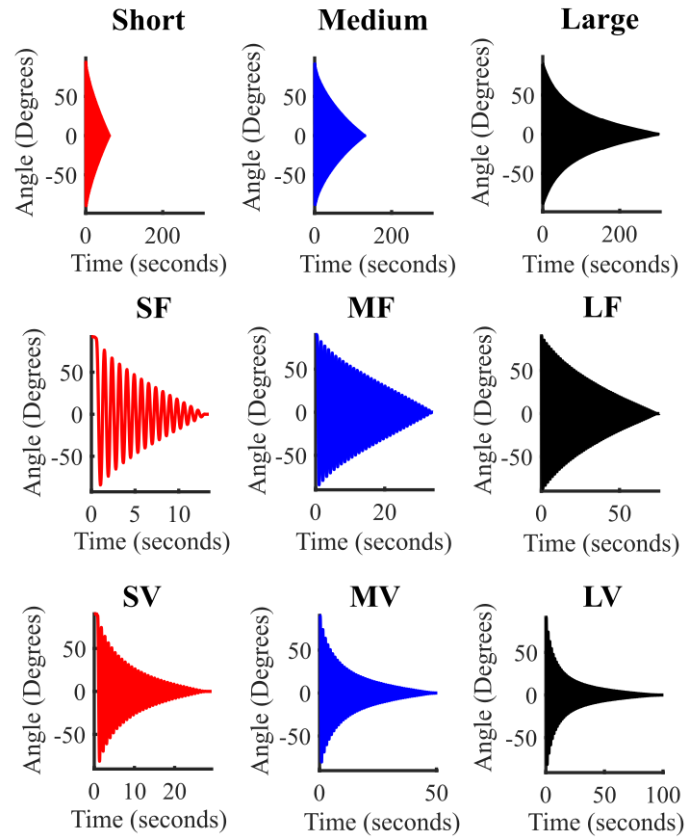 Short Medium Large
Angle (Degrees) 50 0 -50 Angle (Degrees) 50 0 -50 Angle (Degrees) 50 0 -50
0 200 0 200 0 200
Time (seconds) Time (seconds) Time (seconds)
SF MF LF
Angle (Degrees) 50 0 -50 Angle (Degrees) 50 0 -50 Angle (Degrees) 50 0 -50
0 5 10 0 20 0 50
Time (seconds) Time (seconds) Time (seconds)
SV MV LV
Angle (Degrees) 50 0 -50 Angle (Degrees) 50 0 -50 Angle (Degrees) 50 0 -50
0 10 20 0 50 0 50 100
Time (seconds) Time (seconds) Time (seconds)